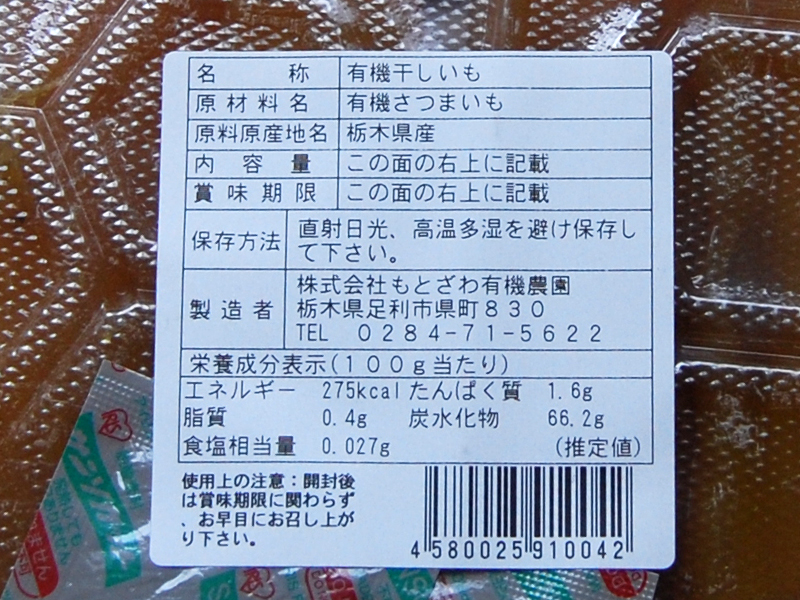 名称 有機干しいも
原材料名 有機さつまいも
原料原産地名 栃木県産
内容量 この面の右上に記載
賞味期限 この面の右上に記載
保存方法 直射日光、高温多湿を避け保存し
て下さい。
製造者 株式会社もとざわ有機農園
栃木県足利市県町830
TEL 0284-71-5622
栄養成分表示(100g当たり)
エネルギー 275kcal たんぱく質 1.6g
脂質 0.4g 炭水化物 66.2g
食塩相当量 0.027g (推定値)
使用上の注意:開封後
は賞味期限に関わらず
、お早目にお召し上が
り下さい。
4 580025 910042